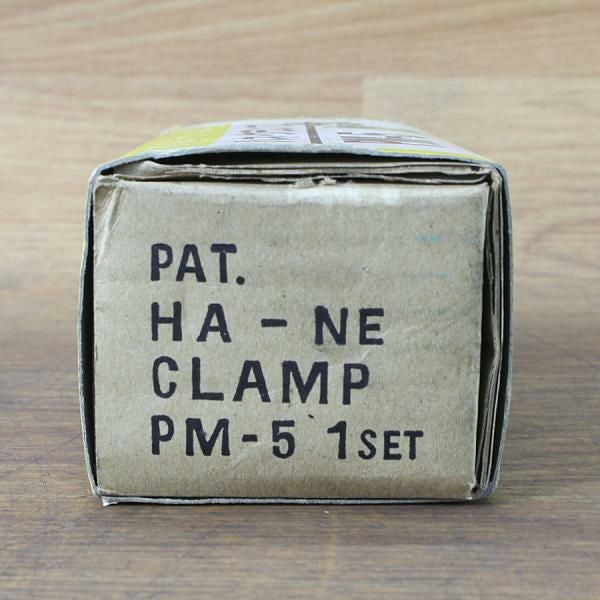 PAT.
HA - NE
CLAMP
PM-5 1SET